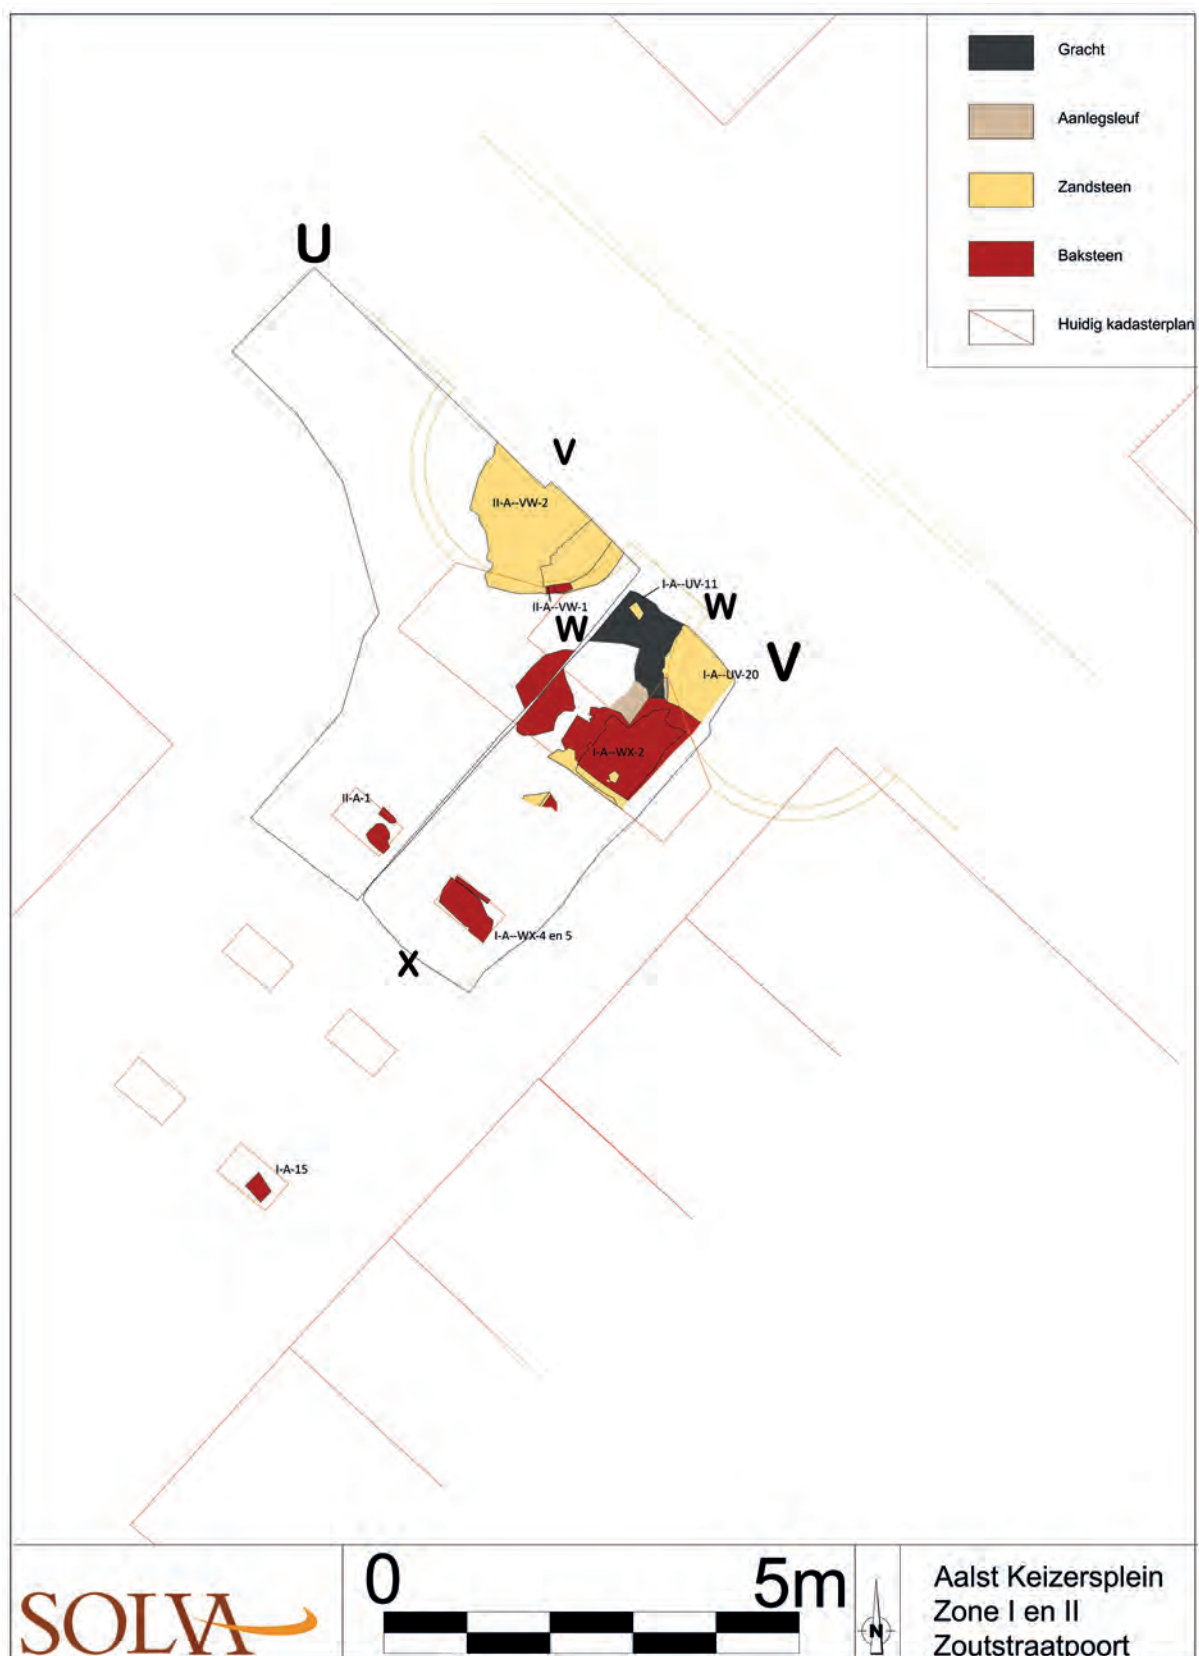 Gracht
Aanlegsleuf
Zandsteen
Baksteen
Huidig kadasterplan
U
V
II-A--VW-2
I-A--UV-11
II-A--VW-1
W
W
V
I-A--UV-20
I-A--WX-2
II-A-1
I-A--WX-4 en 5
X
I-A-15
SOLVA
0 5m
N
Aalst Keizersplein
Zone I en II
Zoutstraatpoort